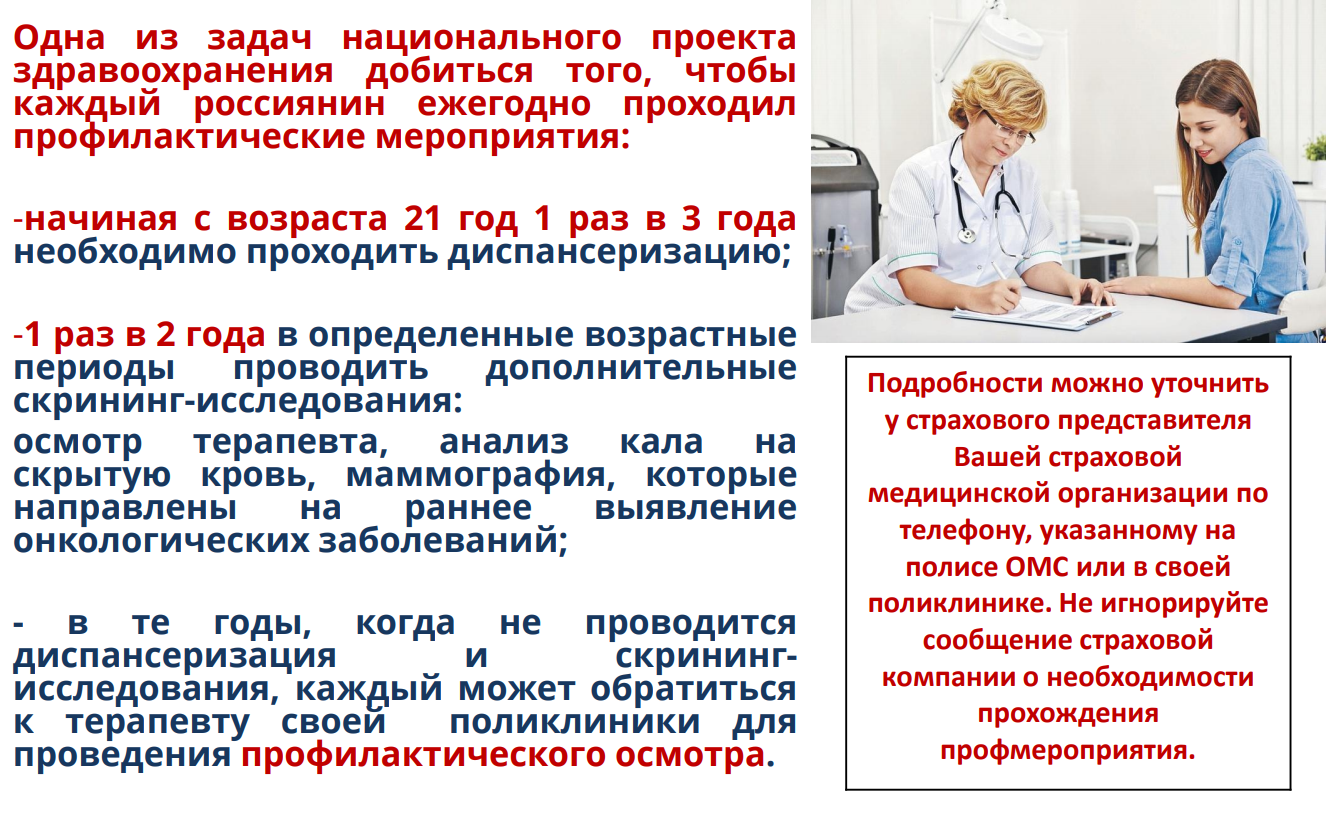 Одна из задач национального проекта
здравоохранения добиться того, чтобы
каждый россиянин ежегодно проходил
профилактические мероприятия:
-начиная с возраста 21 год 1 раз в 3 года
необходимо проходить диспансеризацию;
-1 раз в 2 года в определенные возрастные
периоды проводить дополнительные
скрининг-исследования:
осмотр терапевта, анализ кала на
скрытую кровь, маммография, которые
направлены на раннее выявление
онкологических заболеваний;
- в те годы, когда не проводится
диспансеризация и скрининг-
исследования, каждый может обратиться
к терапевту своей поликлиники для
проведения профилактического осмотра.
Подробности можно уточнить
у страхового представителя
Вашей страховой
медицинской организации по
телефону, указанному на
полисе ОМС или в своей
поликлинике. Не игнорируйте
сообщение страховой
компании о необходимости
прохождения
профмероприятия.